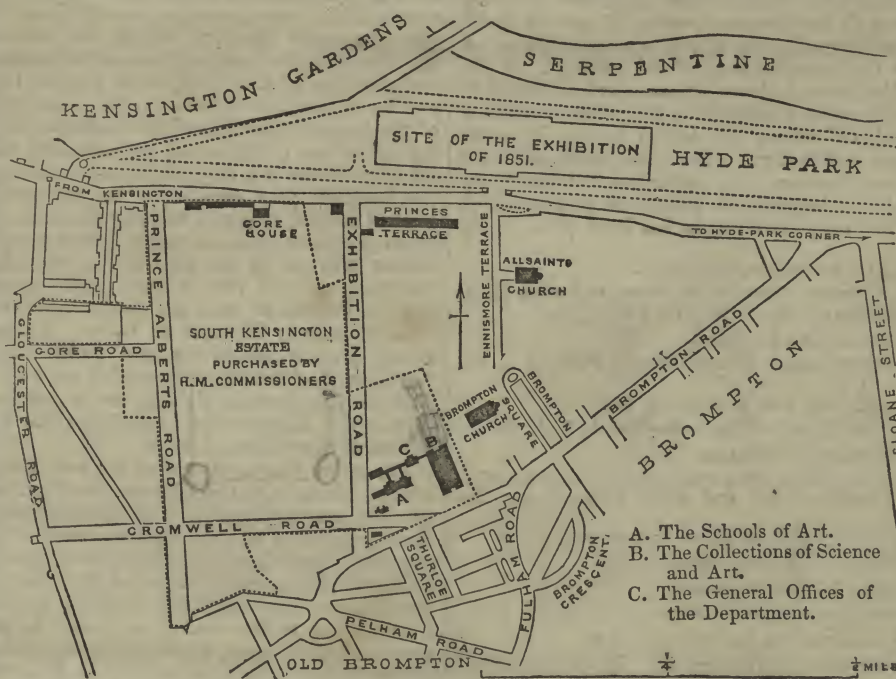 KENSINGTON GARDENS
SERPENTINE
SITE OF THE EXHIBITION
OF 1851.
HYDE PARK
FROM KENSINGTON
GORE
HOUSE
PRINCES
TERRACE
TO HYDE-PARK CORNER
ALLSAINTS
CHURCH
PRINCE ALBERTS ROAD
EXHIBITION ROAD
ENNISMORE TERRACE
SOUTH KENSINGTON
ESTATE
PURCHASED BY
H.M. COMMISSIONERS
GORE ROAD
GLOUCESTER ROAD
BROMPTON ROAD
BROMPTON
SLOANE-STREET
BROMPTON
CHURCH
BROMPTON
SQUARE
B
C
A
CROMWELL ROAD
THURLOE
SQUARE
FULHAM ROAD
BROMPTON
CRESCENT.
PELHAM ROAD
OLD BROMPTON
A. The Schools of Art.
B. The Collections of Science
and Art.
C. The General Offices of
the Department.
1/4
1/2 MILE